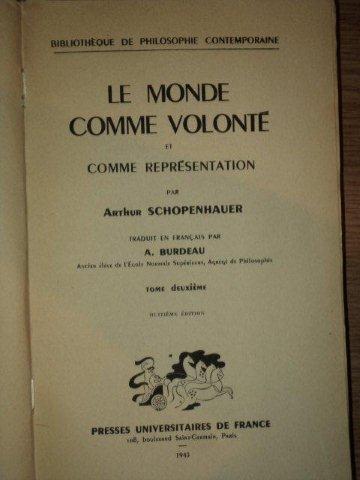 BIBLIOTHÈQUE DE PHILOSOPHIE CONTEMPORAINE
LE MONDE
COMME VOLONTÉ
ET
COMME REPRÉSENTATION
PAR
Arthur SCHOPENHAUER
TRADUIT EN FRANÇAIS PAR
A. BURDEAU
Ancien élève de l'École Normale Supérieure, Agrégé de Philosophie
TOME deuxième
HUITIÈME ÉDITION
PRESSES UNIVERSITAIRES DE FRANCE
108, boulevard Saint-Germain, Paris
1943